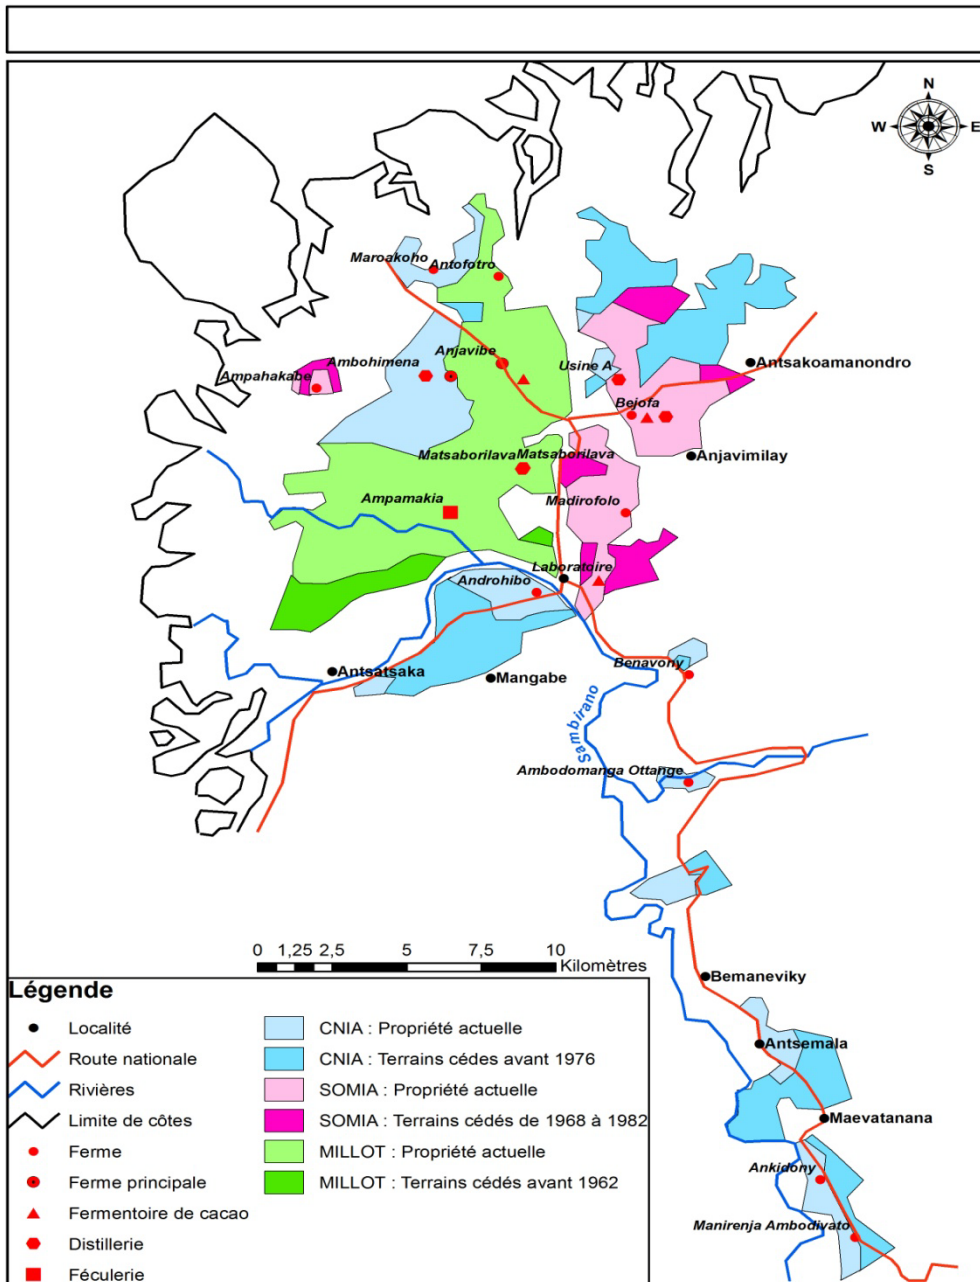 N
W
E
S
Maroakoho
Antofotro
Ambohimena
Anjavibe
Usine A
Antsakoamanondro
Ampahakabe
Bejofa
Matsaborilava
Matsaborilava
Anjavimilay
Ampamakia
Madirofolo
Laboratoire
Androhibo
Benavony
Antsatsaka
Mangabe
Sambirano
Ambodomanga Ottange
0 1,25 2,5 5 7,5 10
Kilomètres
Bemaneviky
Antsemala
Maevatanana
Ankidony
Manirenja Ambodivato
Légende
Localité
Route nationale
Rivières
Limite de côtes
Ferme
Ferme principale
Fermentoire de cacao
Distillerie
Féculerie
CNIA : Propriété actuelle
CNIA : Terrains cédes avant 1976
SOMIA : Propriété actuelle
SOMIA : Terrains cédés de 1968 à 1982
MILLOT : Propriété actuelle
MILLOT : Terrains cédés avant 1962